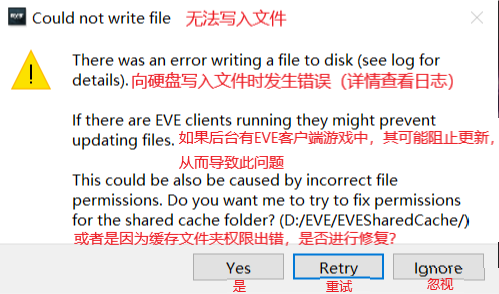 Could not write file 无法写入文件
There was an error writing a file to disk (see log for
details). 向硬盘写入文件时发生错误（详情查看日志）
If there are EVE clients running they might prevent
updating files. 如果后台有EVE客户端游戏中，其可能阻止更新，
从而导致此问题
This could be also be caused by incorrect file
permissions. Do you want me to try to fix permissions
for the shared cache folder? (D:/EVE/EVESharedCache/)
或者是因为缓存文件夹权限出错，是否进行修复?
Yes Retry Ignore
是 重试 忽视